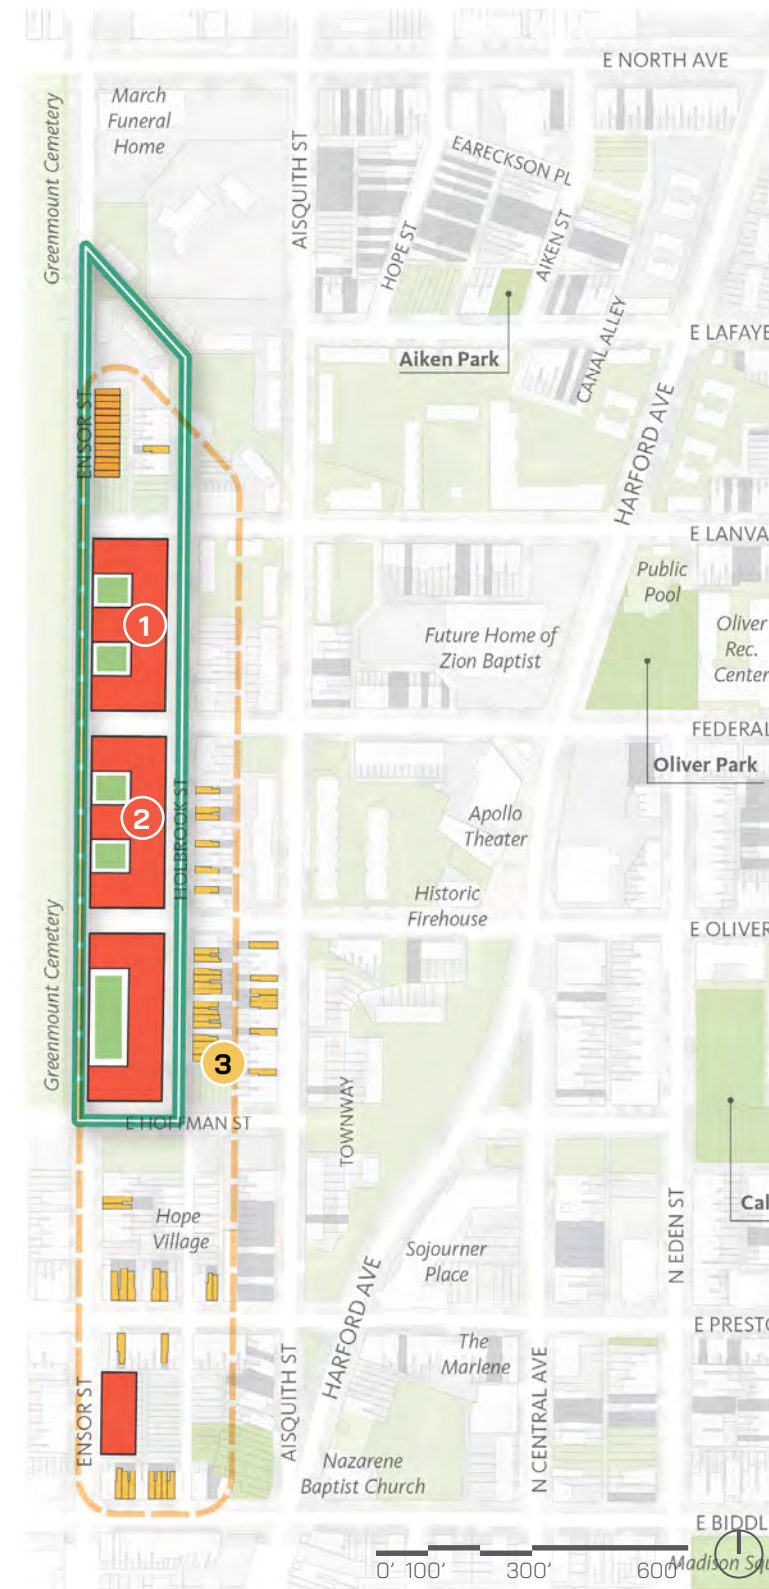 E NORTH AVE
March
Funeral
Home
Greenmount Cemetery
AISQUITH ST
EARECKSON PL
HOPE ST
AIKEN ST
CANAL ALLEY
E LAFAYE
Aiken Park
ENSOR ST
HARFORD AVE
E LANVA
Public
Pool
1
Future Home of
Zion Baptist
Oliver
Rec.
Center
FEDERAL
Oliver Park
2
HOLBROOK ST
Apollo
Theater
Historic
Firehouse
E OLIVER
Greenmount Cemetery
3
E HOFFMAN ST
TOWNWAY
Cal
Hope
Village
N EDEN ST
Sojourner
Place
HARFORD AVE
E PRESTO
The
Marlene
ENSOR ST
AISQUITH ST
N CENTRAL AVE
Nazarene
Baptist Church
E BIDDL
0' 100' 300' 600'
Madison Squ